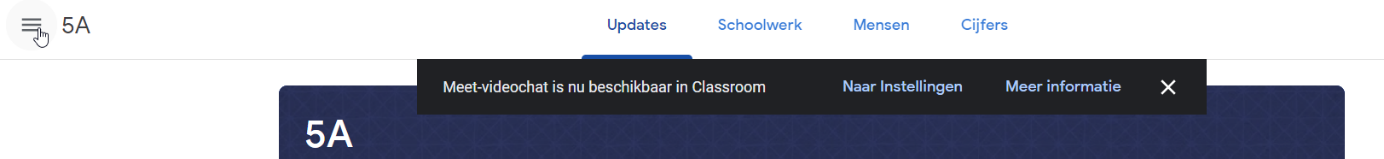 5A Updates Schoolwerk Mensen Cijfers
Meet-videochat is nu beschikbaar in Classroom Naar Instellingen Meer informatie
5A